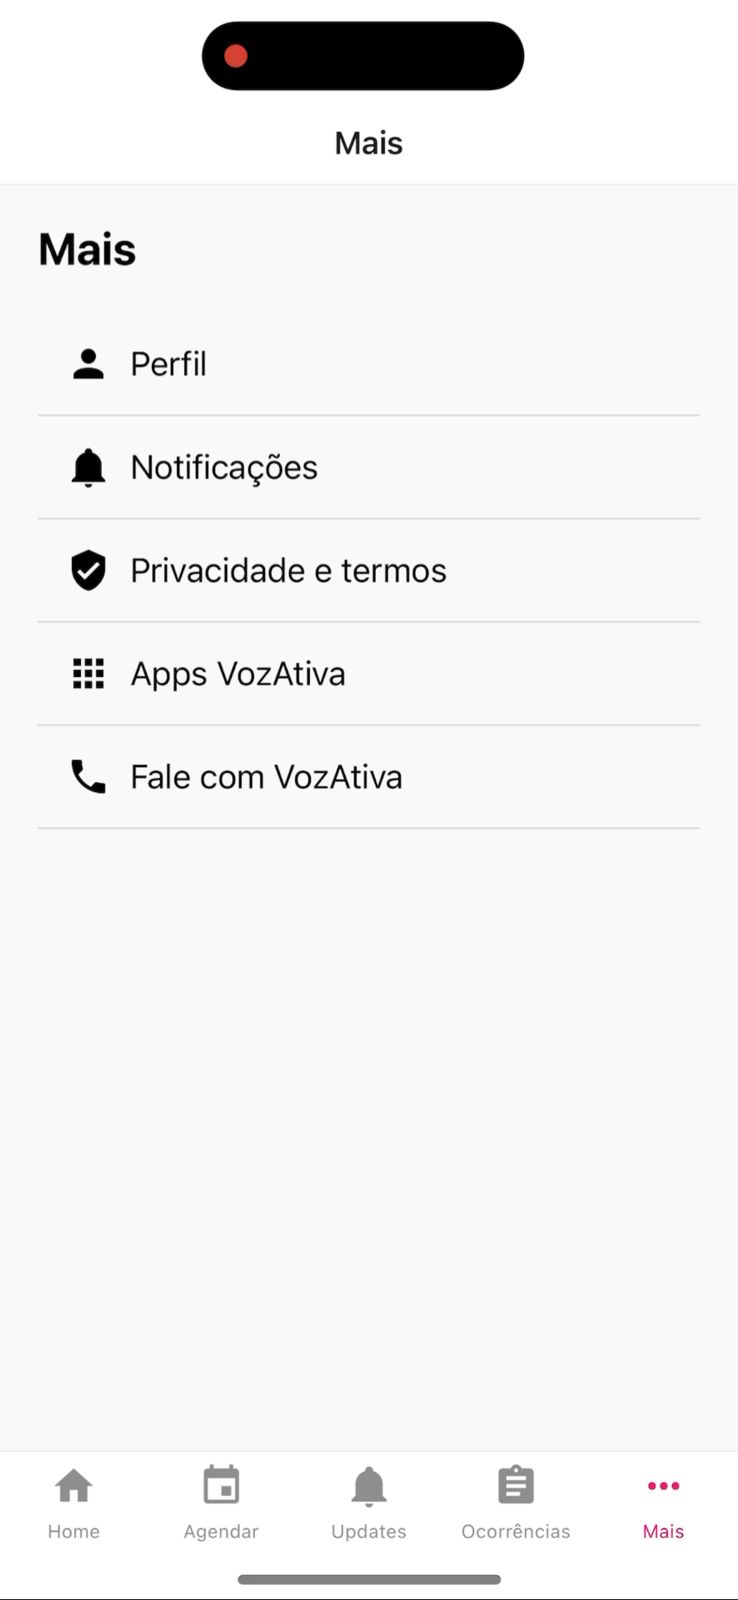 Mais
Mais
Perfil
Notificações
Privacidade e termos
Apps VozAtiva
Fale com VozAtiva
Home
Agendar
Updates
Ocorrências
Mais